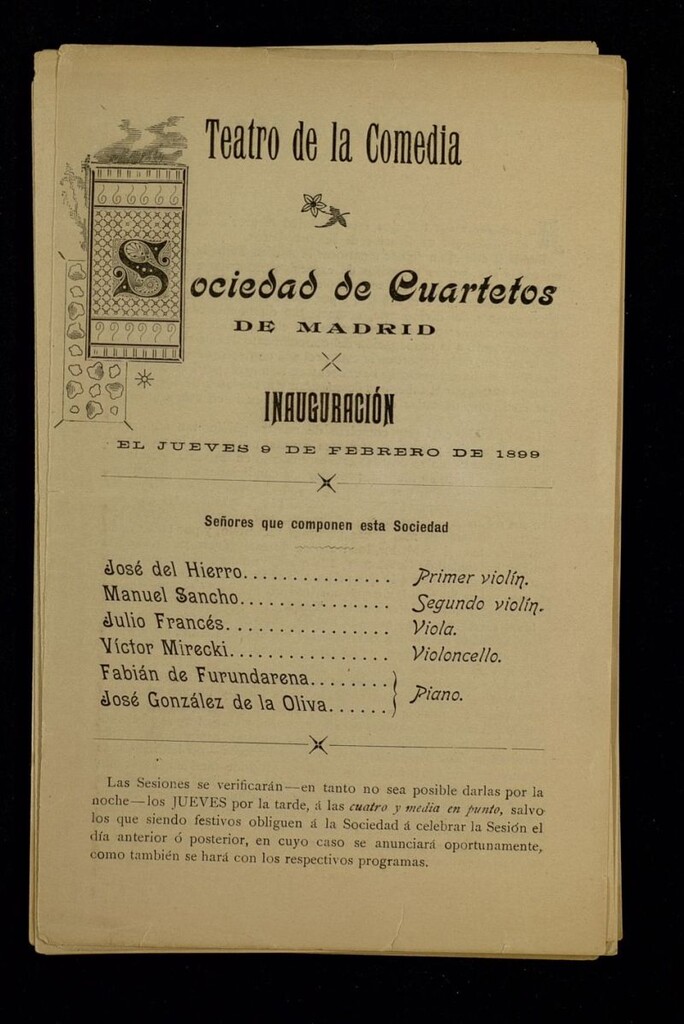 Teatro de la Comedia
Sociedad de Cuartetos
DE MADRID
INAUGURACIÓN
EL JUEVES 9 DE FEBRERO DE 1899
Señores que componen esta Sociedad
José del Hierro.............. Primer violín.
Manuel Sancho.............. Segundo violín.
Julio Francés................ Viola.
Víctor Mirecki................ Violoncello.
Fabián de Furundarena........
José González de la Oliva...... } Piano.
Las Sesiones se verificarán—en tanto no sea posible darlas por la
noche—los JUEVES por la tarde, á las cuatro y media en punto, salvo
los que siendo festivos obliguen á la Sociedad á celebrar la Sesión el
día anterior ó posterior, en cuyo caso se anunciará oportunamente,
como también se hará con los respectivos programas.